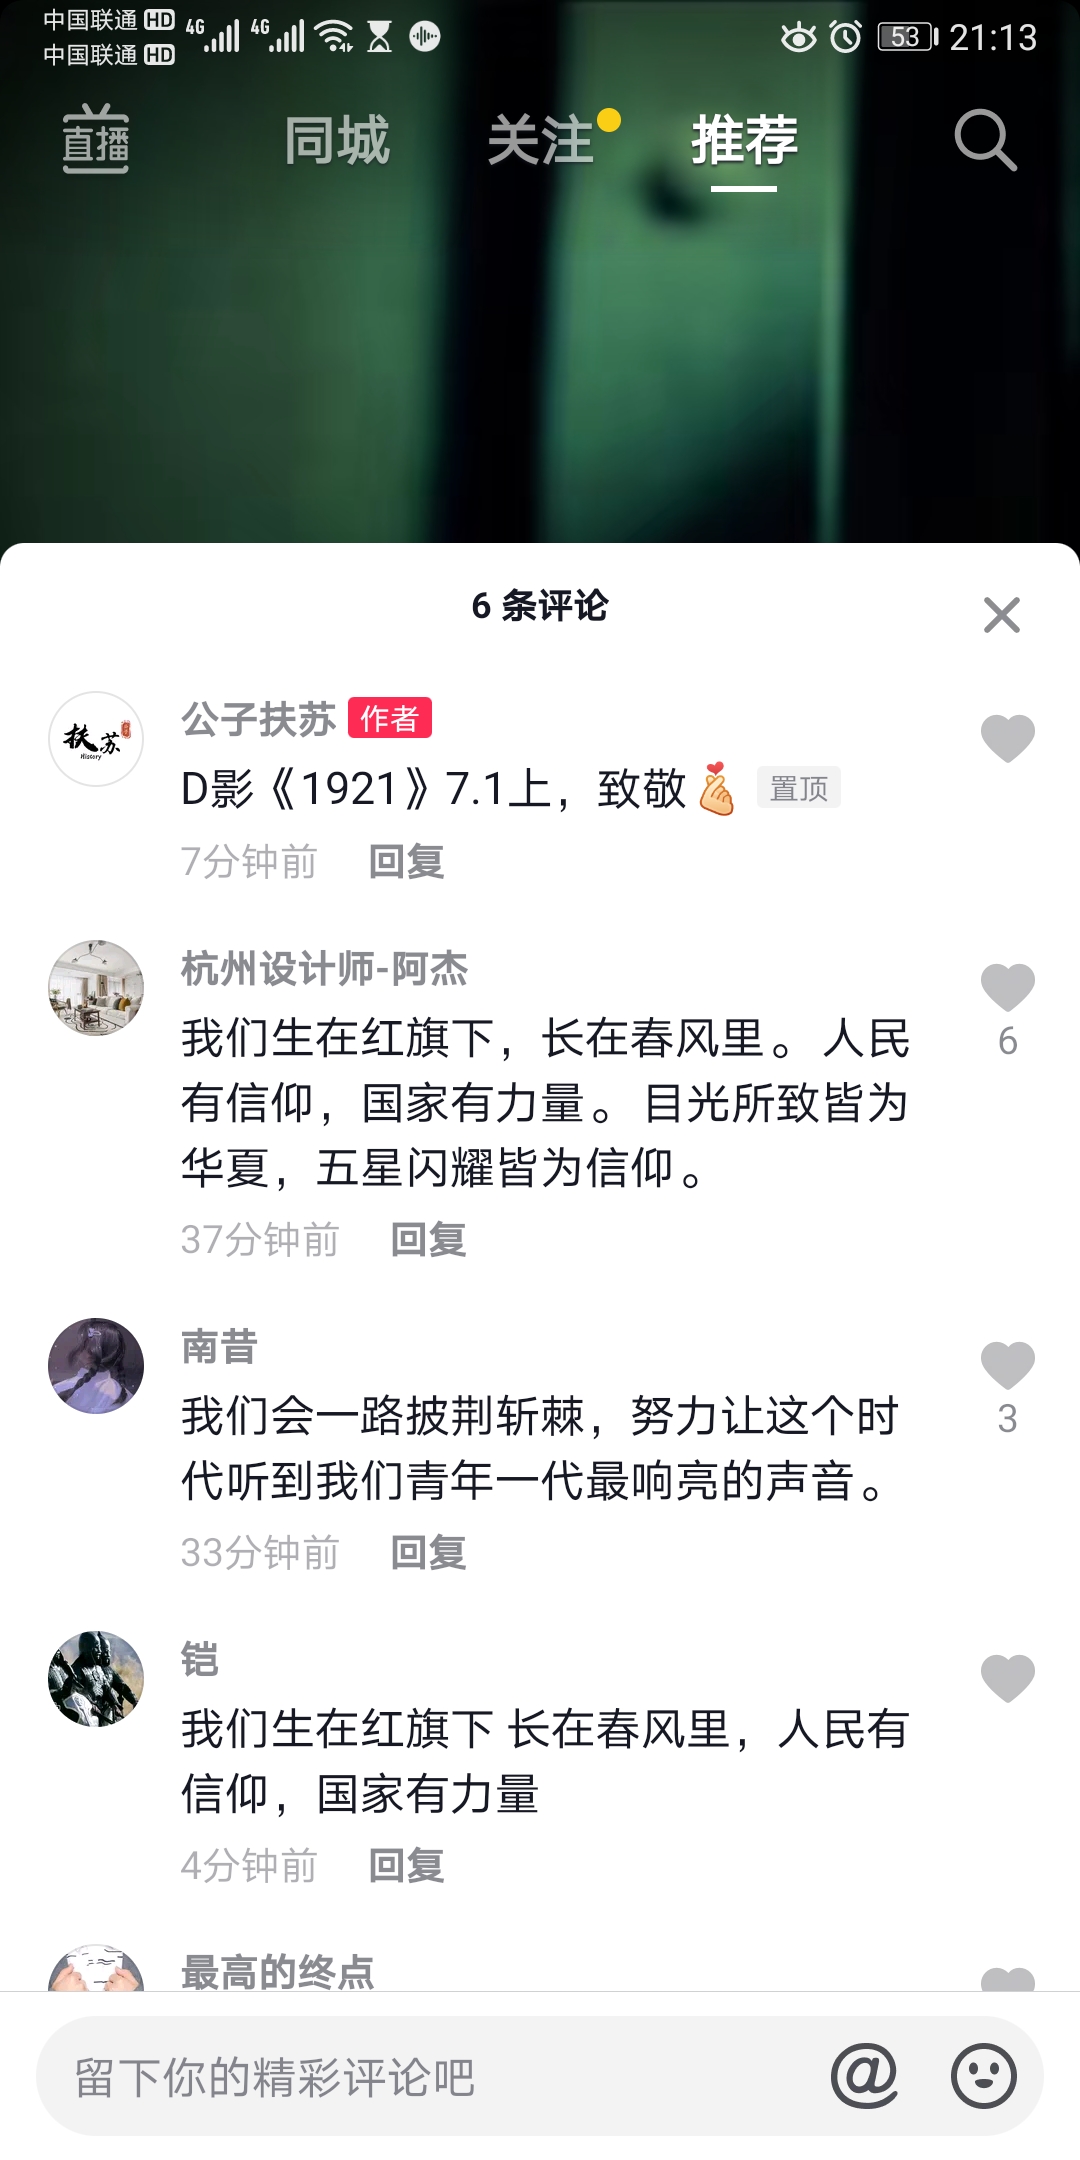 中国联通 HD 4G 4G 53 21:13
中国联通 HD
直播 同城 关注 推荐
6 条评论
扶苏
History
公子扶苏 作者
D影《1921》7.1上，致敬 置顶
7分钟前 回复
杭州设计师-阿杰
我们生在红旗下，长在春风里。人民
有信仰，国家有力量。目光所致皆为
华夏，五星闪耀皆为信仰。
6
37分钟前 回复
南昔
我们会一路披荆斩棘，努力让这个时
代听到我们青年一代最响亮的声音。
3
33分钟前 回复
铠
我们生在红旗下 长在春风里，人民有
信仰，国家有力量
4分钟前 回复
最高的终点
留下你的精彩评论吧 @